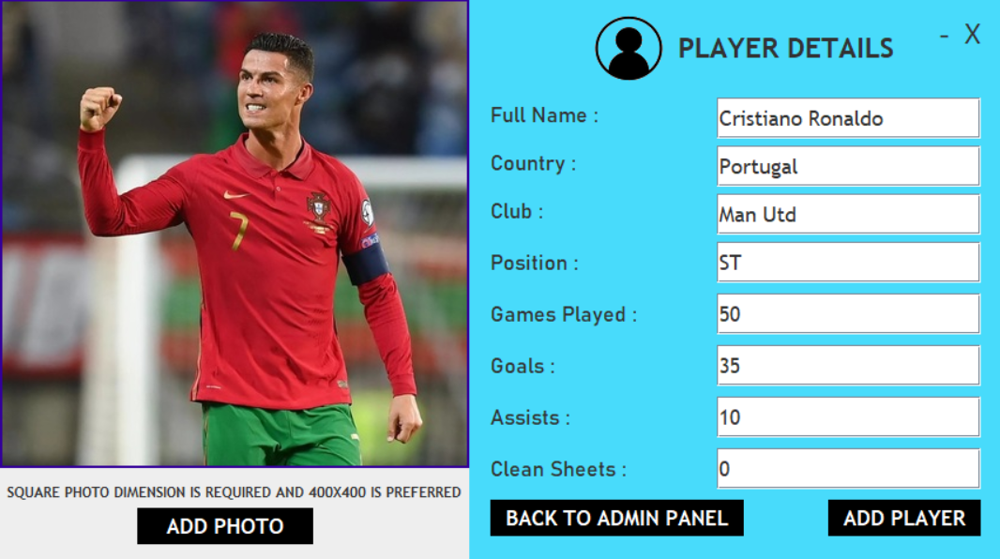 7
SQUARE PHOTO DIMENSION IS REQUIRED AND 400X400 IS PREFERRED
ADD PHOTO
- X
PLAYER DETAILS
Full Name : Cristiano Ronaldo
Country : Portugal
Club : Man Utd
Position : ST
Games Played : 50
Goals : 35
Assists : 10
Clean Sheets : 0
BACK TO ADMIN PANEL ADD PLAYER